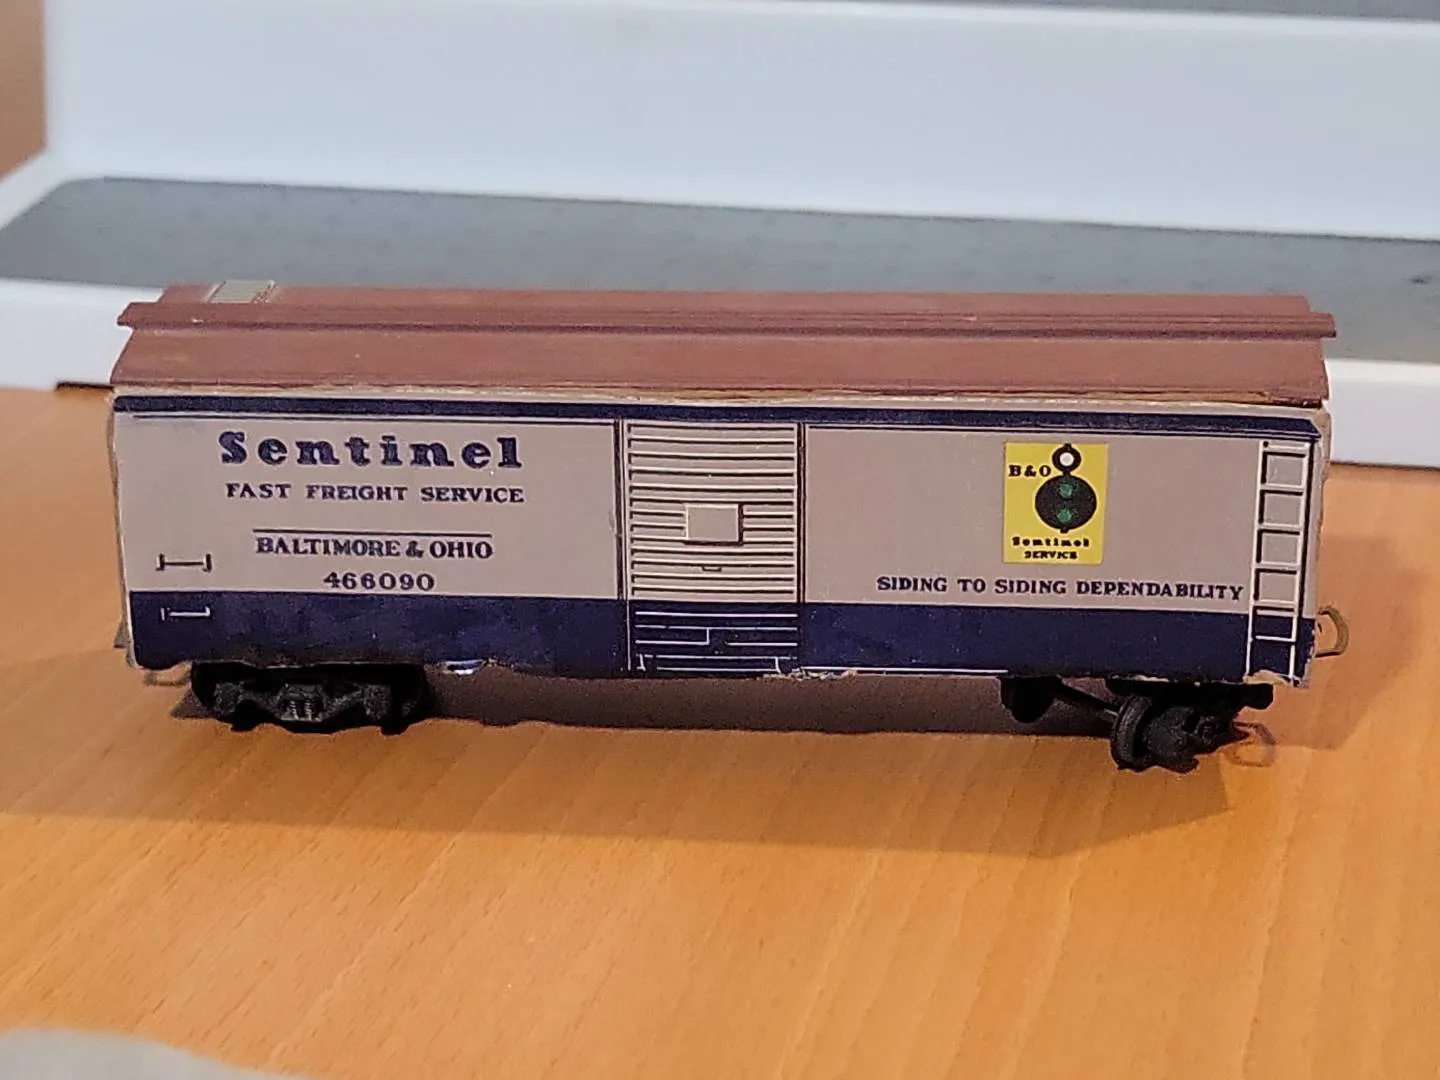 Sentinel
FAST FREIGHT SERVICE
BALTIMORE & OHIO
466090
B&O
Sentinel
SERVICE
SIDING TO SIDING DEPENDABILITY